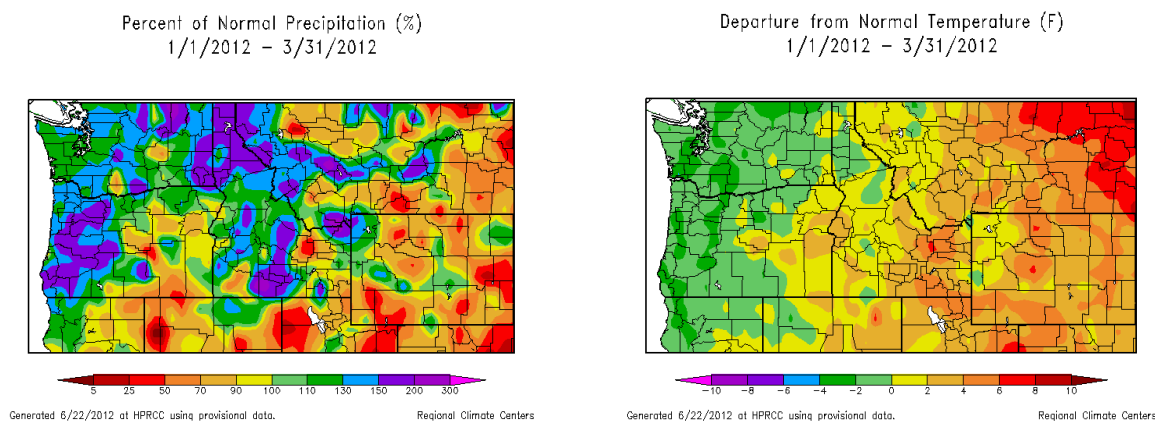 Percent of Normal Precipitation (%)
1/1/2012 – 3/31/2012
5 25 50 70 90 100 110 130 150 200 300
Generated 6/22/2012 at HPRCC using provisional data. Regional Climate Centers
Departure from Normal Temperature (F)
1/1/2012 – 3/31/2012
-10 -8 -6 -4 -2 0 2 4 6 8 10
Generated 6/22/2012 at HPRCC using provisional data. Regional Climate Centers